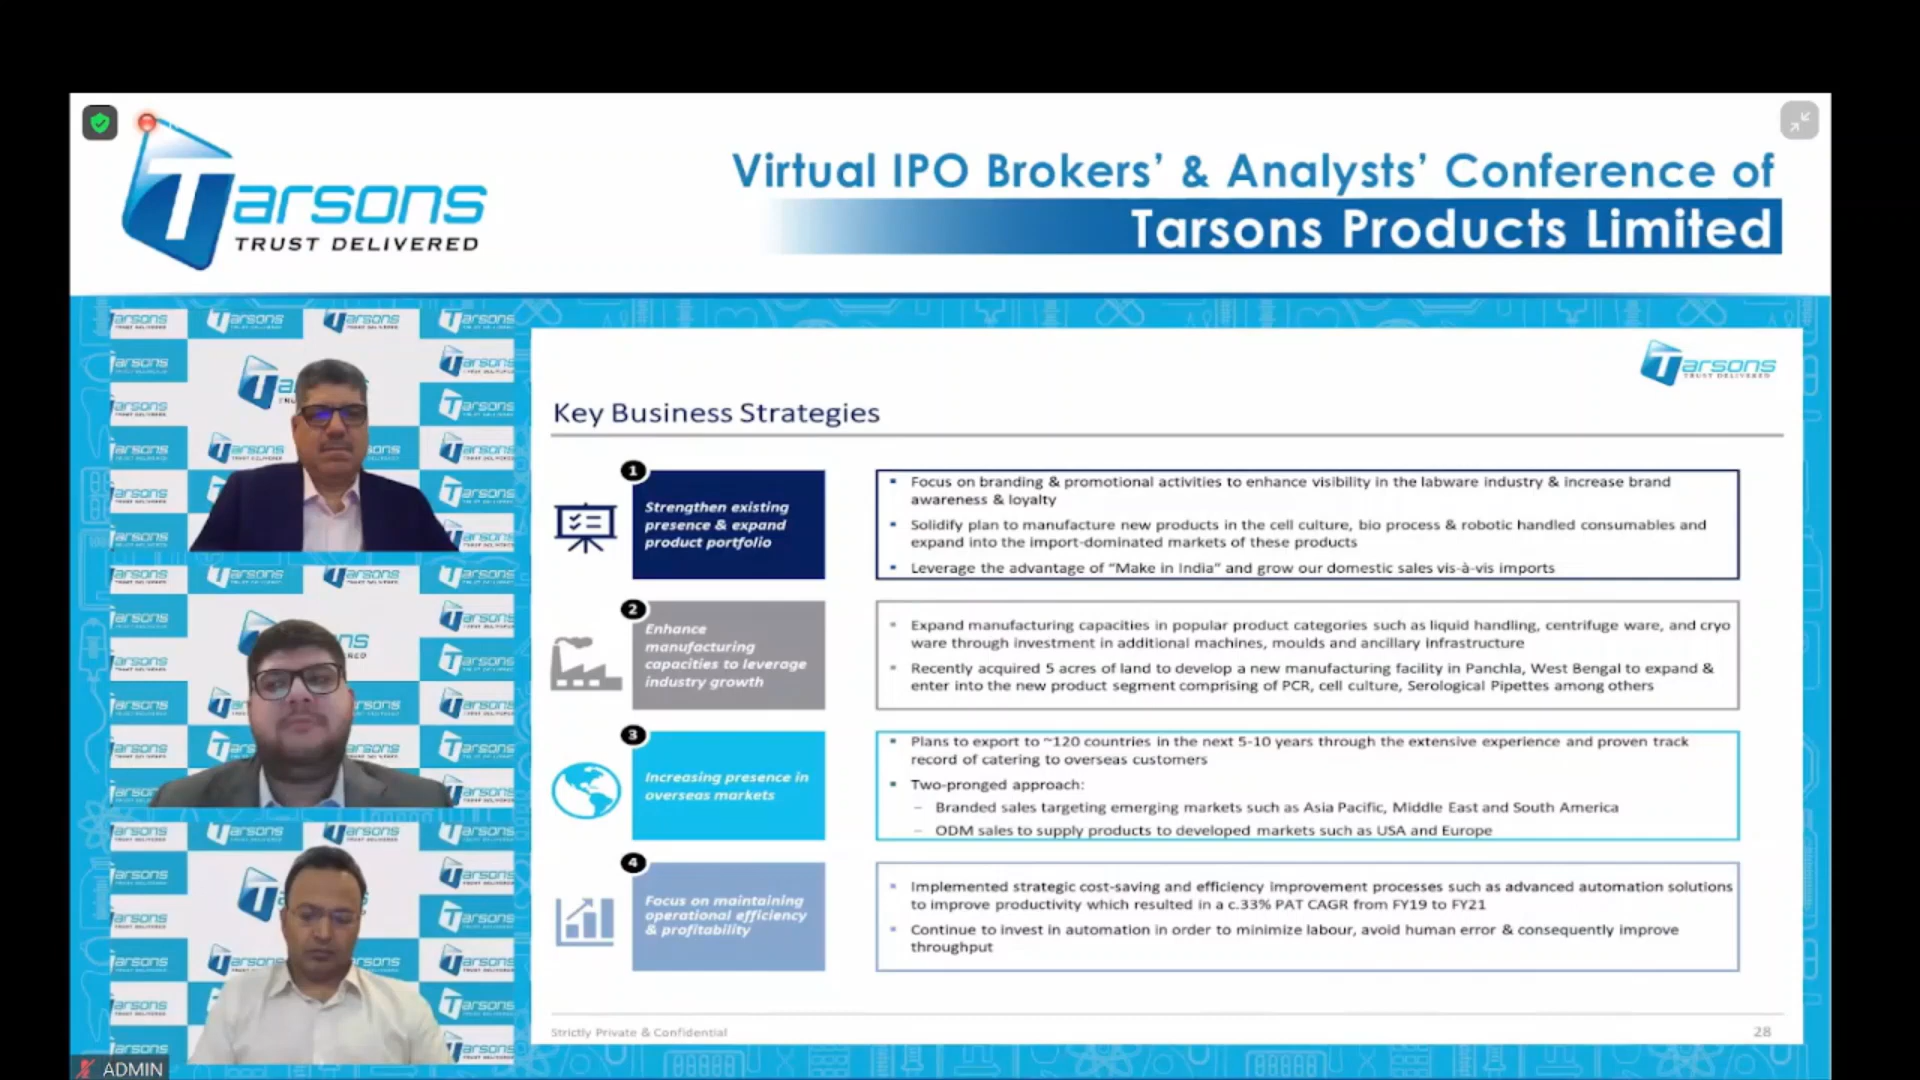 Tarsons
TRUST DELIVERED
Virtual IPO Brokers’ & Analysts’ Conference of
Tarsons Products Limited
Tarsons
TRUST DELIVERED
Key Business Strategies
1
Strengthen existing
presence & expand
product portfolio
▪ Focus on branding & promotional activities to enhance visibility in the labware industry & increase brand
awareness & loyalty
▪ Solidify plan to manufacture new products in the cell culture, bio process & robotic handled consumables and
expand into the import-dominated markets of these products
▪ Leverage the advantage of “Make in India” and grow our domestic sales vis-à-vis imports
2
Enhance
manufacturing
capacities to leverage
industry growth
▪ Expand manufacturing capacities in popular product categories such as liquid handling, centrifuge ware, and cryo
ware through investment in additional machines, moulds and ancillary infrastructure
▪ Recently acquired 5 acres of land to develop a new manufacturing facility in Panchla, West Bengal to expand &
enter into the new product segment comprising of PCR, cell culture, Serological Pipettes among others
3
Increasing presence in
overseas markets
▪ Plans to export to ~120 countries in the next 5-10 years through the extensive experience and proven track
record of catering to overseas customers
▪ Two-pronged approach:
– Branded sales targeting emerging markets such as Asia Pacific, Middle East and South America
– ODM sales to supply products to developed markets such as USA and Europe
4
Focus on maintaining
operational efficiency
& profitability
▪ Implemented strategic cost-saving and efficiency improvement processes such as advanced automation solutions
to improve productivity which resulted in a c.33% PAT CAGR from FY19 to FY21
▪ Continue to invest in automation in order to minimize labour, avoid human error & consequently improve
throughput
Strictly Private & Confidential
28
ADMIN